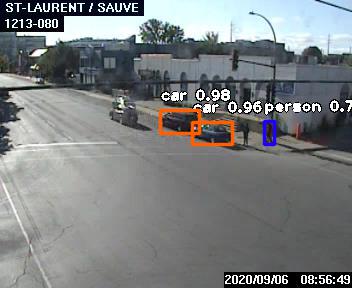 ST-LAURENT / SAUVE
1213-080
car 0.98
car 0.96
person 0.7
2020/09/06 08:56:49